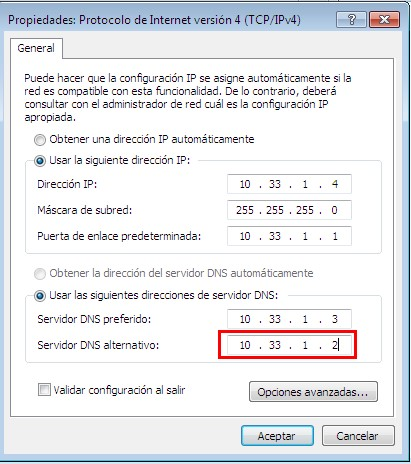 Propiedades: Protocolo de Internet versión 4 (TCP/IPv4)
General
Puede hacer que la configuración IP se asigne automáticamente si la
red es compatible con esta funcionalidad. De lo contrario, deberá
consultar con el administrador de red cuál es la configuración IP
apropiada.
Obtener una dirección IP automáticamente
Usar la siguiente dirección IP:
Dirección IP: 10 . 33 . 1 . 4
Máscara de subred: 255 . 255 . 255 . 0
Puerta de enlace predeterminada: 10 . 33 . 1 . 1
Obtener la dirección del servidor DNS automáticamente
Usar las siguientes direcciones de servidor DNS:
Servidor DNS preferido: 10 . 33 . 1 . 3
Servidor DNS alternativo: 10 . 33 . 1 . 2
Validar configuración al salir
Opciones avanzadas...
Aceptar Cancelar